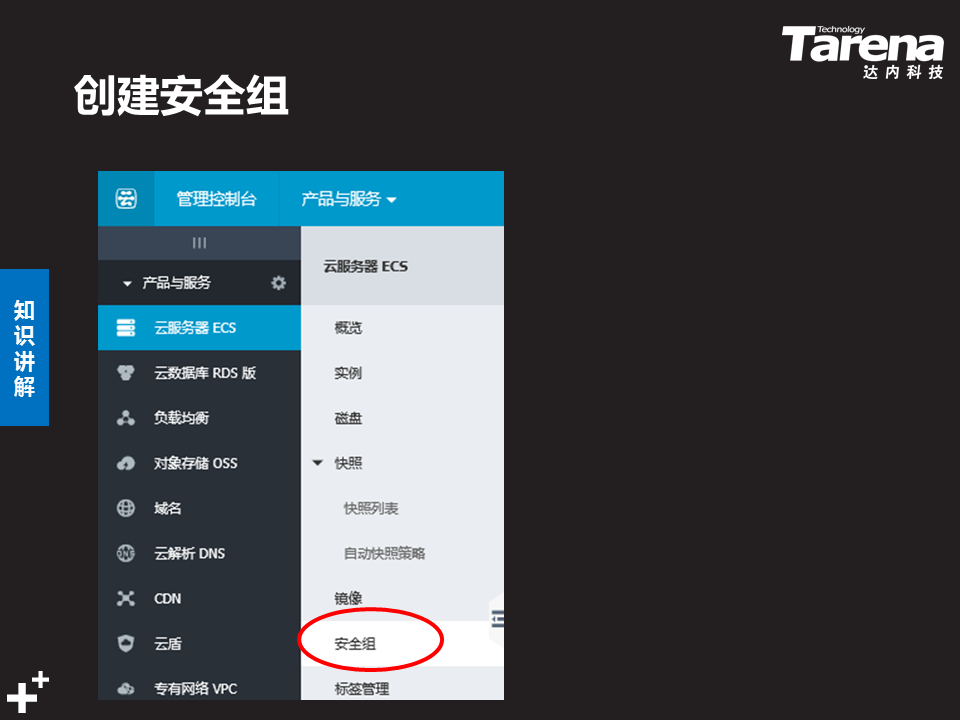 Technology
Tarena
达内科技
创建安全组
知识讲解
管理控制台
产品与服务
产品与服务
云服务器 ECS
云数据库 RDS 版
负载均衡
对象存储 OSS
域名
云解析 DNS
CDN
云盾
专有网络 VPC
云服务器 ECS
概览
实例
磁盘
快照
快照列表
自动快照策略
镜像
安全组
标签管理